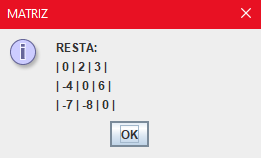 MATRIZ
RESTA:
| 0 | 2 | 3 |
| -4 | 0 | 6 |
| -7 | -8 | 0 |
OK